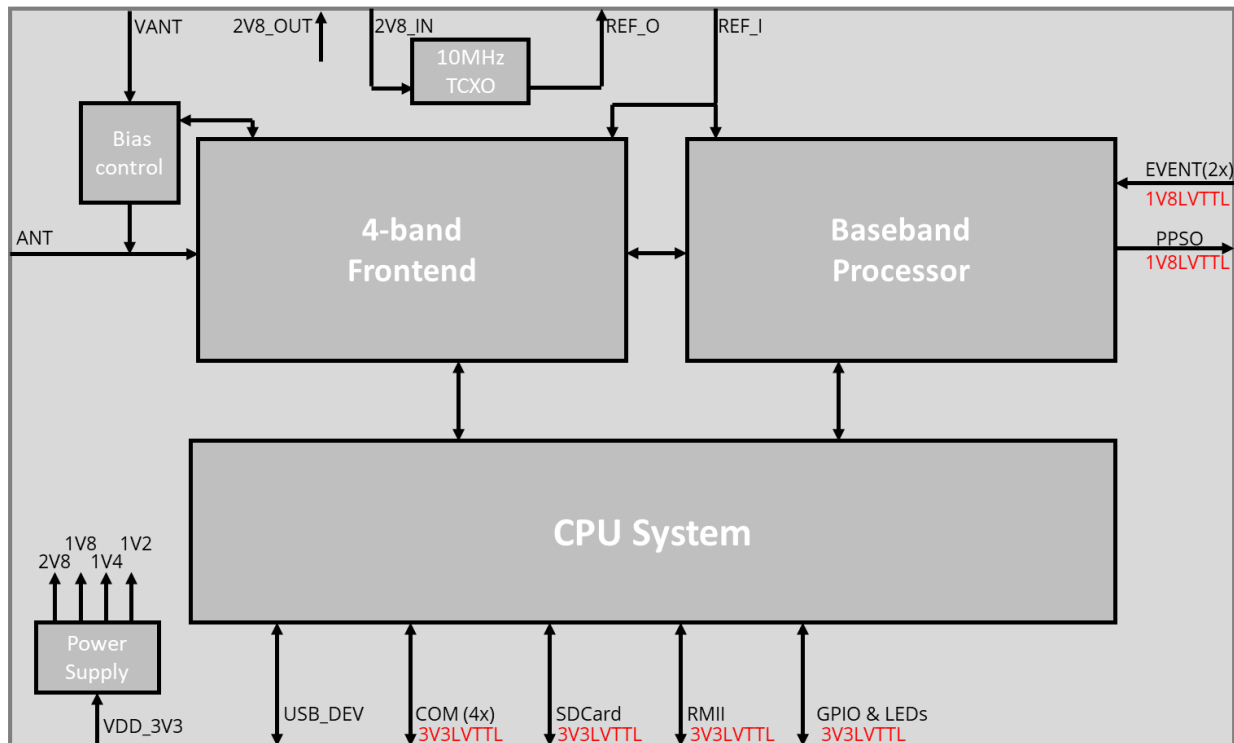 VANT
2V8_OUT
2V8_IN
REF_O
REF_I
10MHz
TCXO
Bias
control
ANT
4-band
Frontend
Baseband
Processor
EVENT(2x)
1V8LVTTL
PPSO
1V8LVTTL
CPU System
2V8
1V8
1V4
1V2
Power
Supply
VDD_3V3
USB_DEV
COM (4x)
3V3LVTTL
SDCard
3V3LVTTL
RMII
3V3LVTTL
GPIO & LEDs
3V3LVTTL